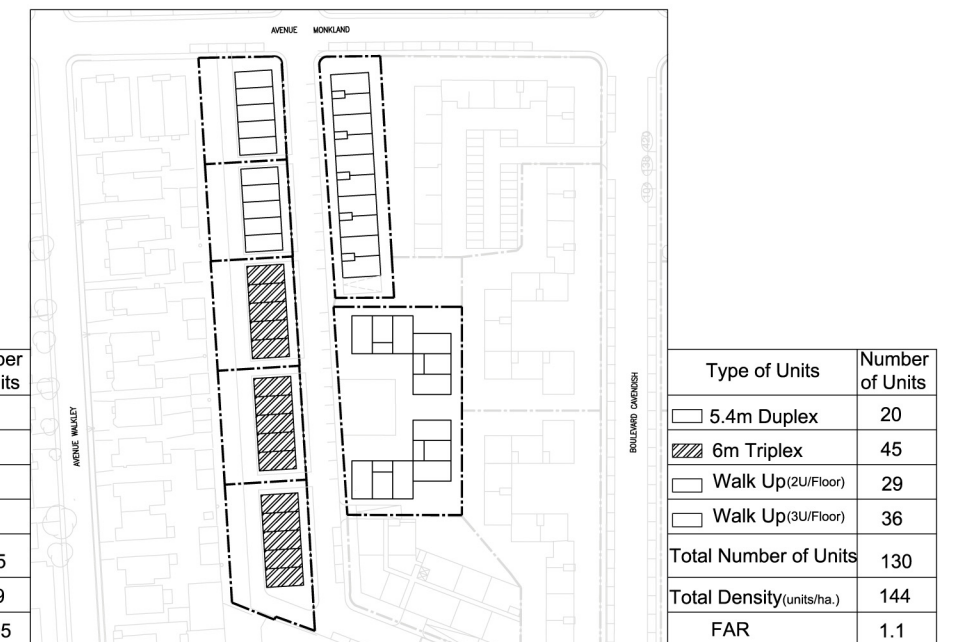 AVENUE MONKLAND
AVENUE WALKLEY
BOULEVARD CAVENDISH
ber
its
5
9
95
Type of Units
Number
of Units
5.4m Duplex
20
6m Triplex
45
Walk Up(2U/Floor)
29
Walk Up(3U/Floor)
36
Total Number of Units
130
Total Density(units/ha.)
144
FAR
1.1